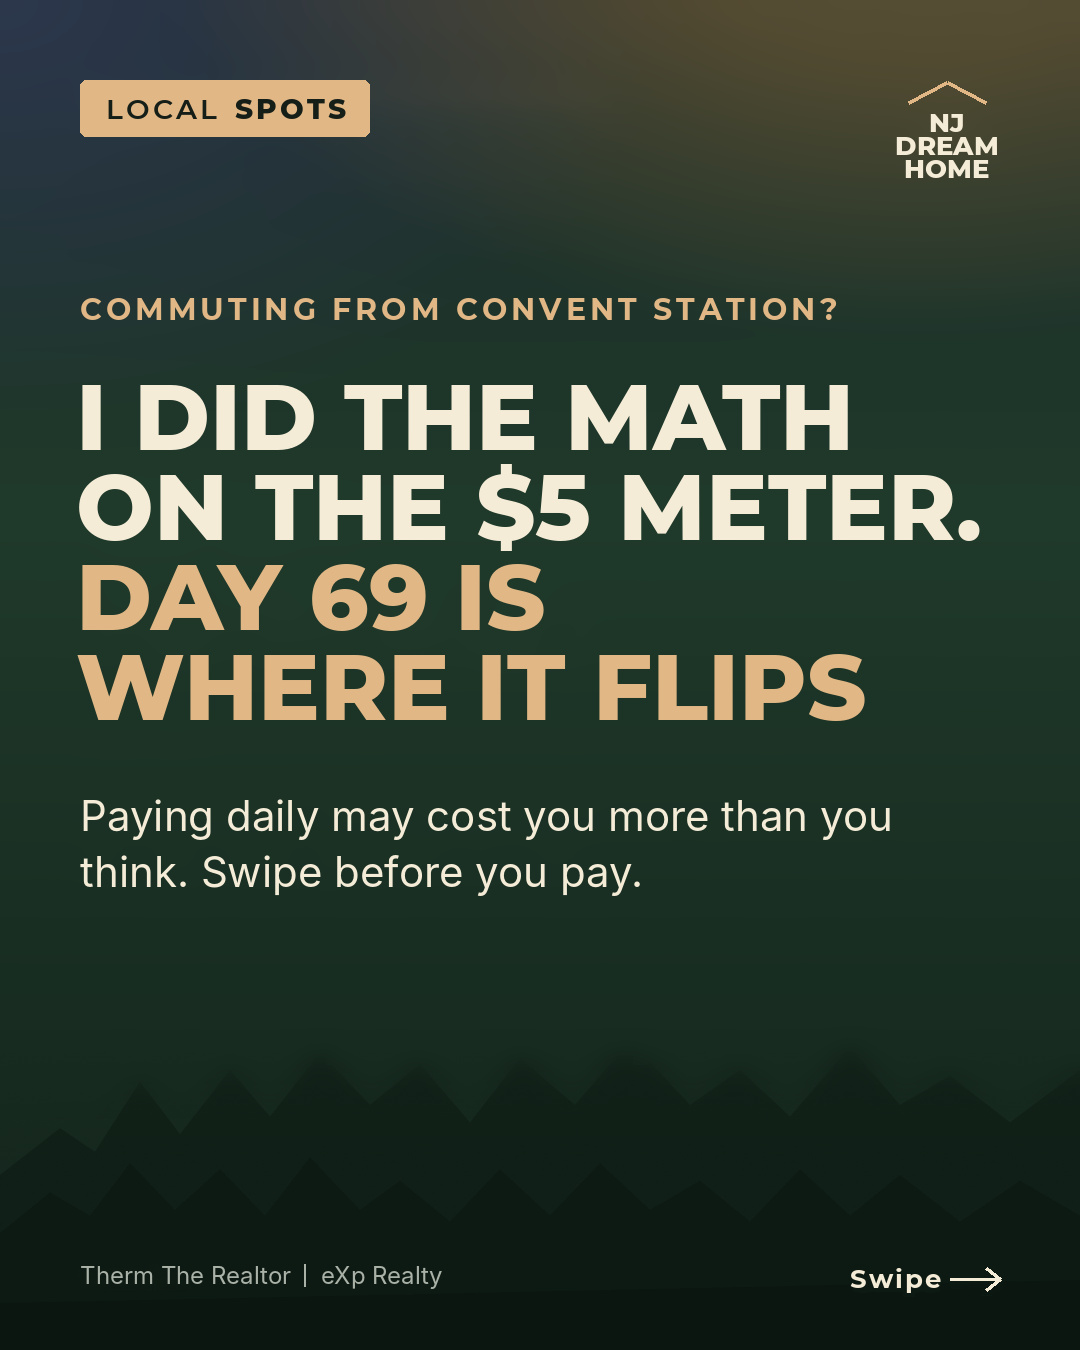 LOCAL SPOTS
NJ
DREAM
HOME
COMMUTING FROM CONVENT STATION?
I DID THE MATH
ON THE $5 METER.
DAY 69 IS
WHERE IT FLIPS
Paying daily may cost you more than you
think. Swipe before you pay.
Therm The Realtor | eXp Realty
Swipe